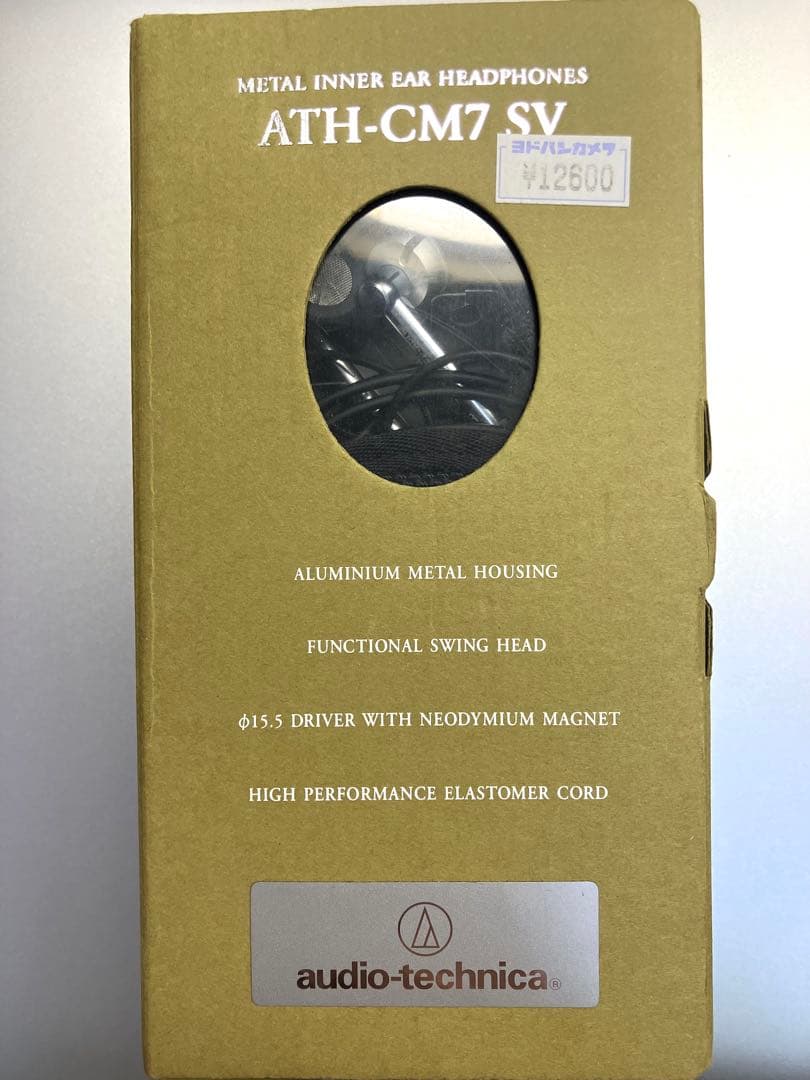 METAL INNER EAR HEADPHONES
ATH-CM7 SV
ヨドバシカメラ
¥12600
ALUMINIUM METAL HOUSING
FUNCTIONAL SWING HEAD
ϕ15.5 DRIVER WITH NEODYMIUM MAGNET
HIGH PERFORMANCE ELASTOMER CORD
audio-technica®